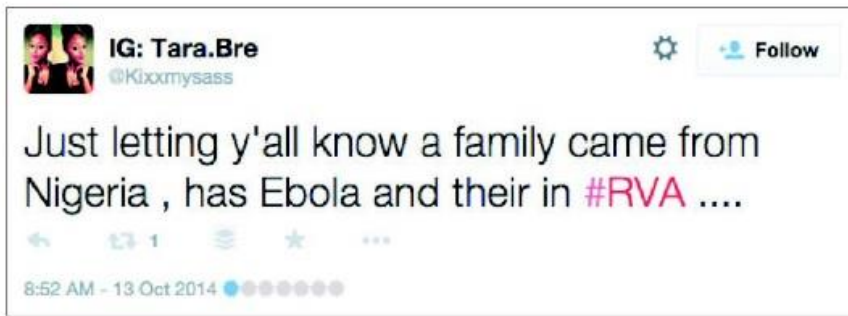 IG: Tara.Bre
@Kixxmysass
Follow
Just letting y'all know a family came from
Nigeria , has Ebola and their in #RVA ....
1
8:52 AM - 13 Oct 2014